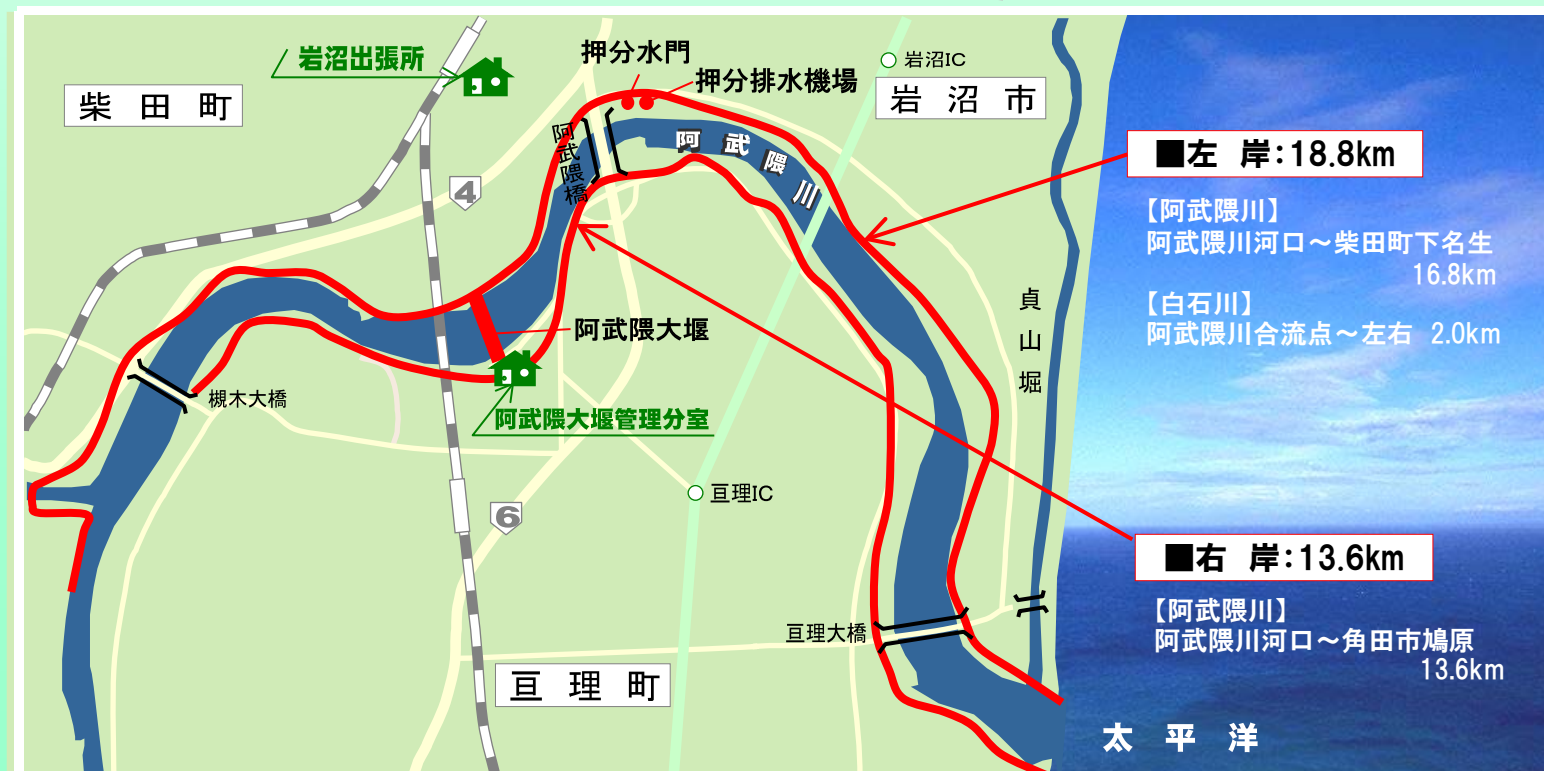 岩沼出張所
押分水門
押分排水機場
岩沼IC
柴田町
岩沼市
阿武隈橋
阿武隈川
4
■左 岸:18.8km
【阿武隈川】
阿武隈川河口～柴田町下名生
16.8km
【白石川】
阿武隈川合流点～左右 2.0km
貞山堀
阿武隈大堰
槻木大橋
阿武隈大堰管理分室
亘理IC
6
■右 岸:13.6km
【阿武隈川】
阿武隈川河口～角田市鳩原
13.6km
亘理大橋
亘理町
太平洋